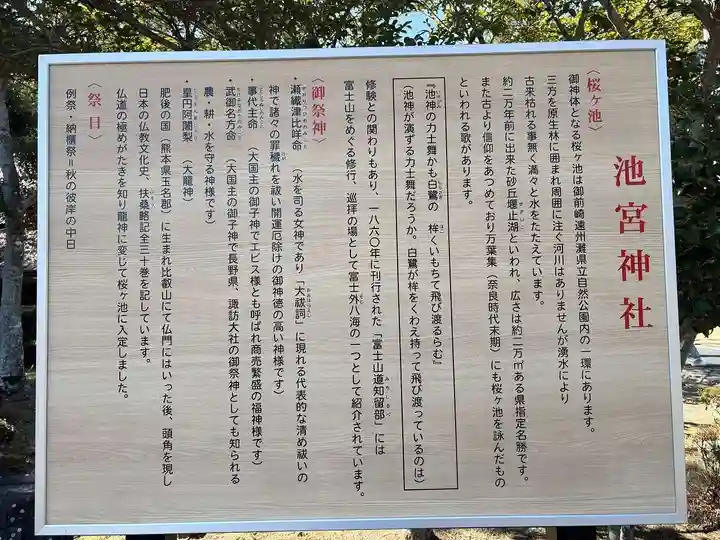 池宮神社
〈桜ヶ池〉
御神体となる桜ヶ池は御前崎遠州灘県立自然公園内の一環にあります。
三方を原生林に囲まれ周囲に注ぐ河川はありませんが湧水により
古来枯れる事無く満々と水をたたえています。
約二万年前に出来た砂丘堰止湖といわれ、広さは約二万㎡ある県指定名勝です。
また古より信仰をあつめており万葉集（奈良時代末期）にも桜ヶ池を詠んだもの
といわれる歌があります。
『池神の力士舞かも白鷺の　桙くいもちて飛び渡るらむ』
（池神が演ずる力士舞だろうか。白鷺が桙をくわえ持って飛び渡っているのは）
修験との関わりもあり、一八六〇年に刊行された「富士山道知留部」には
富士山をめぐる修行、巡拝の場として富士外八海の一つとして紹介されています。
〈御祭神〉
・瀬織津比咩命　（水を司る女神であり「大祓詞」に現れる代表的な清め祓いの
神で諸々の罪穢れを祓い開運厄除けの御神徳の高い神様です）
・事代主命　（大国主の御子神でエビス様とも呼ばれ商売繁盛の福神様です）
・武御名方命　（大国主の御子神で長野県、諏訪大社の御祭神としても知られる
農・耕・水を守る神様です）
・皇円阿闍梨　（大龍神）
肥後の国（熊本県玉名郡）に生まれ比叡山にて仏門にはいった後、頭角を現し
日本の仏教文化史、扶桑略記全三十巻を記しています。
仏道の極めがたきを知り龍神に変じて桜ヶ池に入定しました。
〈祭日〉
例祭・納櫃祭＝秋の彼岸の中日